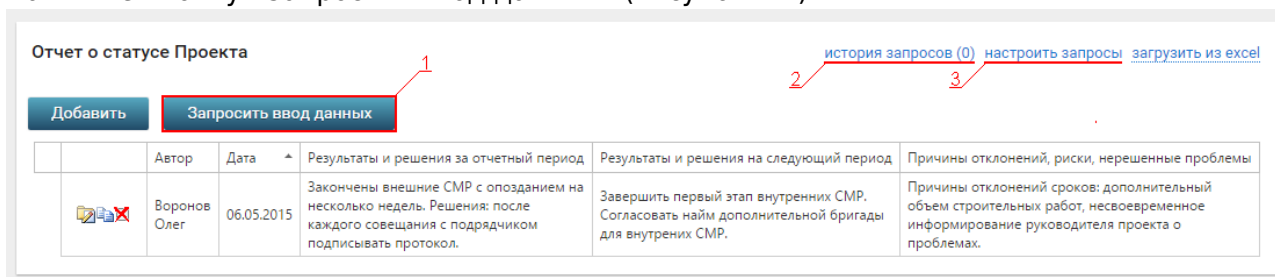 Отчет о статусе Проекта
история запросов (0) настроить запросы загрузить из excel
1
2
3
Добавить Запросить ввод данных
Автор Дата Результаты и решения за отчетный период Результаты и решения на следующий период Причины отклонений, риски, нерешенные проблемы
Воронов
Олег
06.05.2015
Закончены внешние СМР с опозданием на
несколько недель. Решения: после
каждого совещания с подрядчиком
подписывать протокол.
Завершить первый этап внутренних СМР.
Согласовать найм дополнительной бригады
для внутрених СМР.
Причины отклонений сроков: дополнительный
объем строительных работ, несвоевременное
информирование руководителя проекта о
проблемах.